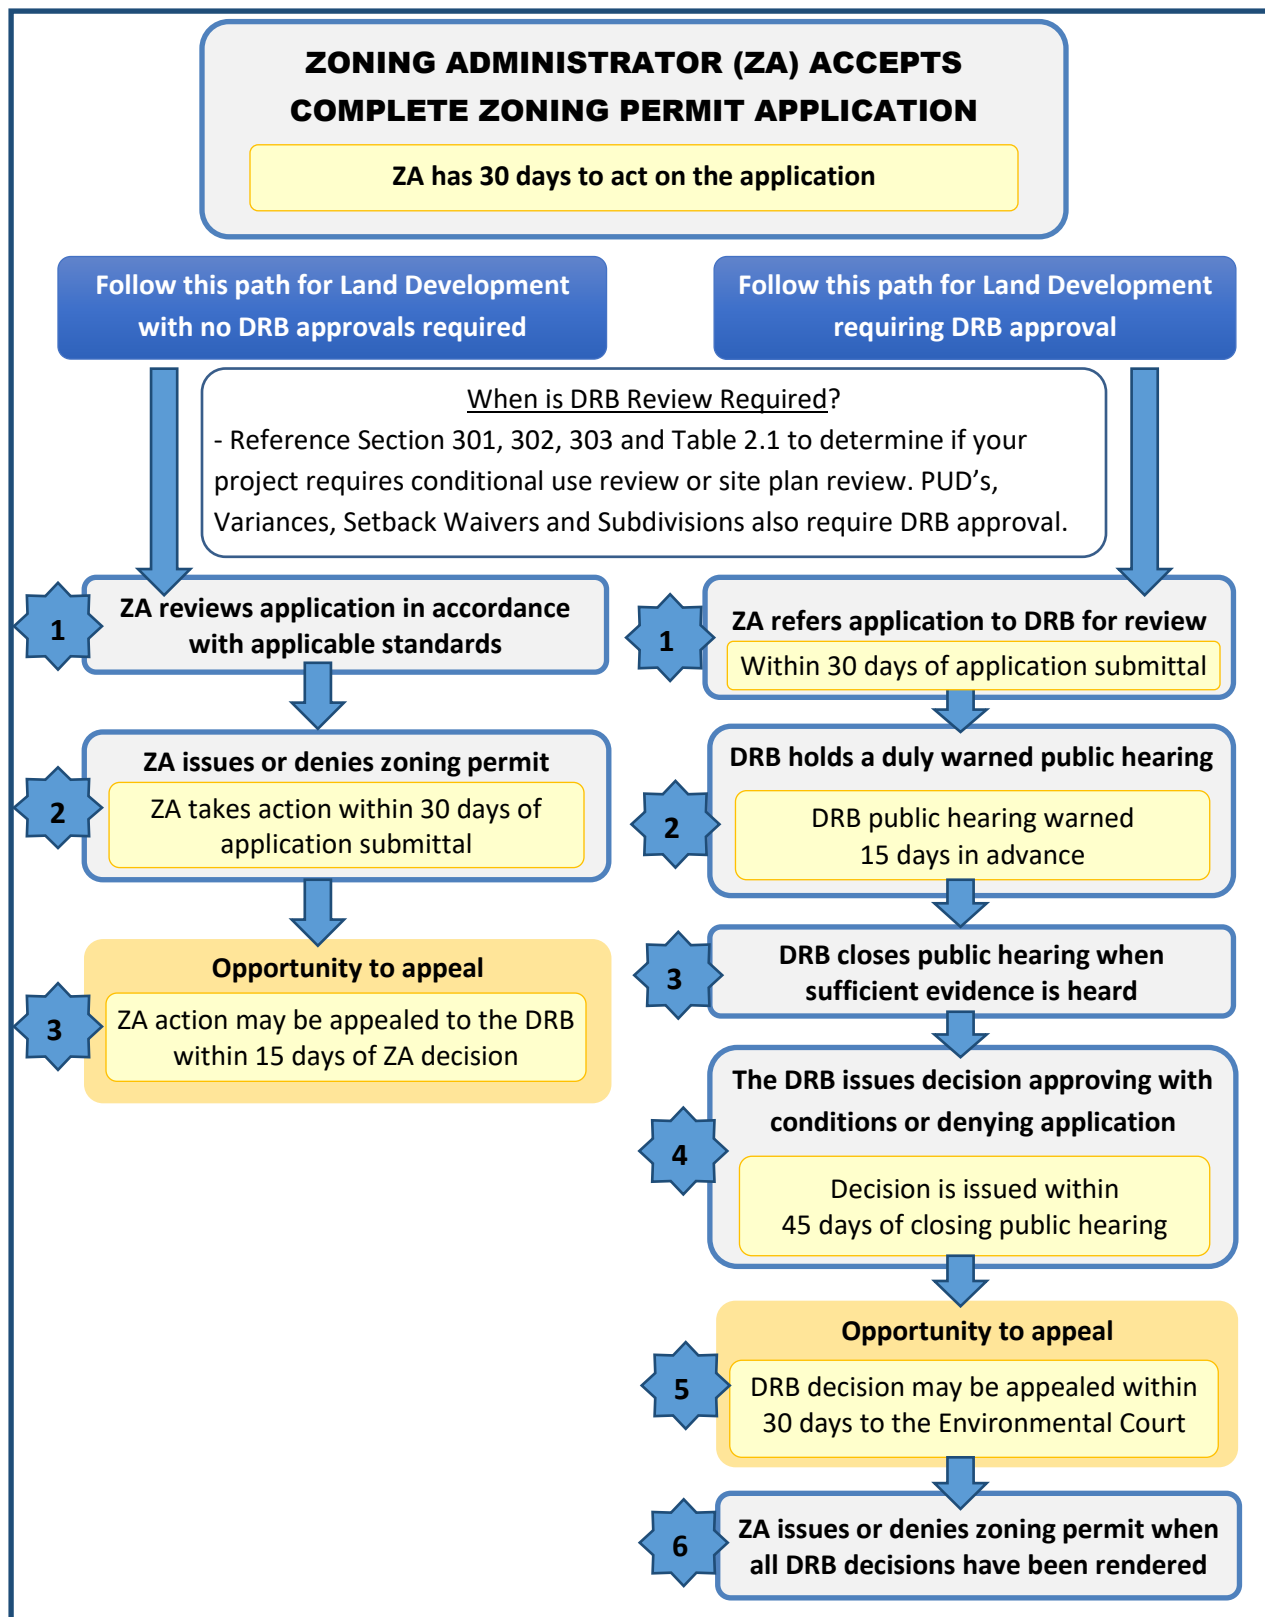 ZONING ADMINISTRATOR (ZA) ACCEPTS
COMPLETE ZONING PERMIT APPLICATION
ZA has 30 days to act on the application
Follow this path for Land Development
with no DRB approvals required
Follow this path for Land Development
requiring DRB approval
When is DRB Review Required?
- Reference Section 301, 302, 303 and Table 2.1 to determine if your
project requires conditional use review or site plan review. PUD’s,
Variances, Setback Waivers and Subdivisions also require DRB approval.
1
ZA reviews application in accordance
with applicable standards
2
ZA issues or denies zoning permit
ZA takes action within 30 days of
application submittal
3
Opportunity to appeal
ZA action may be appealed to the DRB
within 15 days of ZA decision
1
ZA refers application to DRB for review
Within 30 days of application submittal
2
DRB holds a duly warned public hearing
DRB public hearing warned
15 days in advance
3
DRB closes public hearing when
sufficient evidence is heard
4
The DRB issues decision approving with
conditions or denying application
Decision is issued within
45 days of closing public hearing
5
Opportunity to appeal
DRB decision may be appealed within
30 days to the Environmental Court
6
ZA issues or denies zoning permit when
all DRB decisions have been rendered